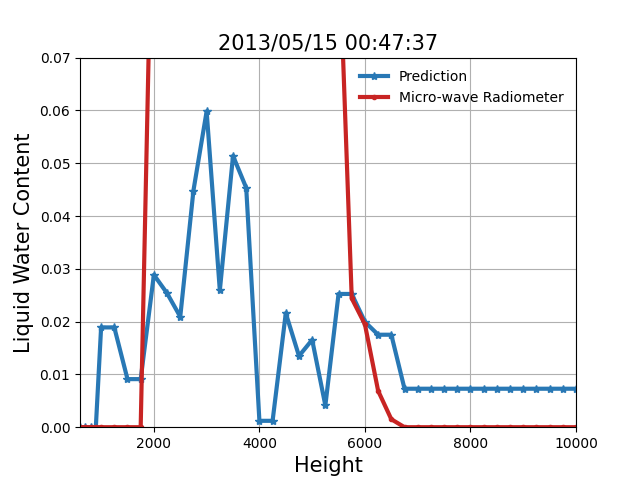 2013/05/15 00:47:37
Prediction
Micro-wave Radiometer
Liquid Water Content
0.07
0.06
0.05
0.04
0.03
0.02
0.01
0.00
2000 4000 6000 8000 10000
Height